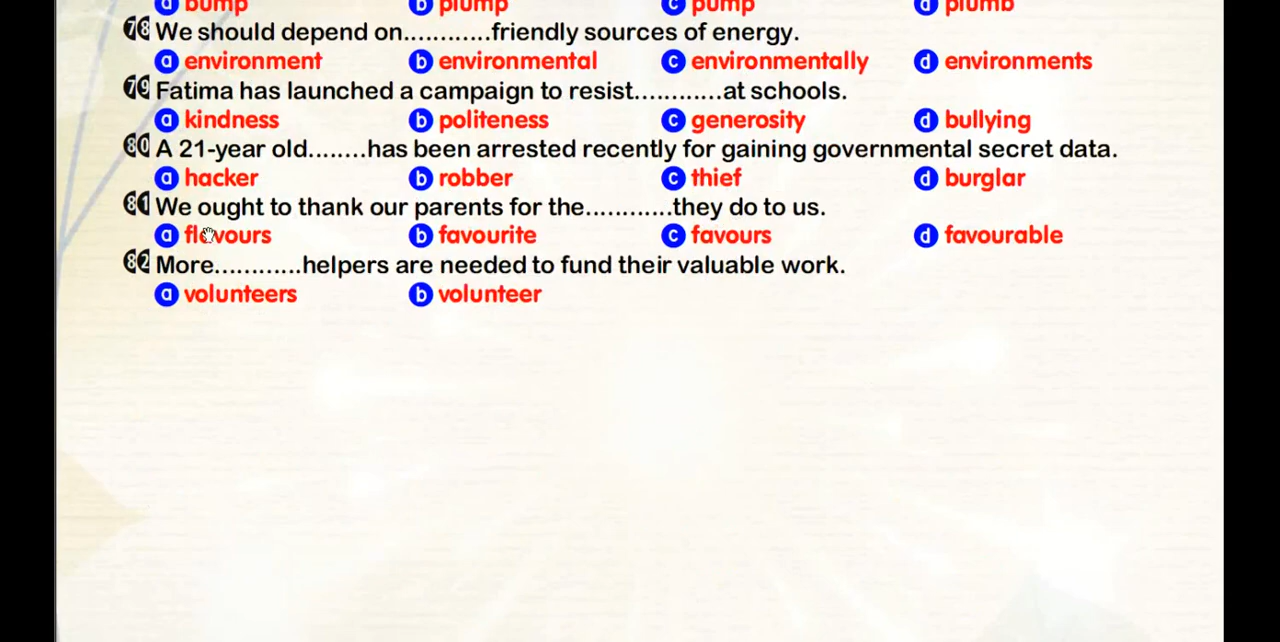 a bump b plump c pump d plumb
78 We should depend on............friendly sources of energy.
a environment b environmental c environmentally d environments
79 Fatima has launched a campaign to resist............at schools.
a kindness b politeness c generosity d bullying
80 A 21-year old........has been arrested recently for gaining governmental secret data.
a hacker b robber c thief d burglar
81 We ought to thank our parents for the............they do to us.
a flavours b favourite c favours d favourable
82 More............helpers are needed to fund their valuable work.
a volunteers b volunteer